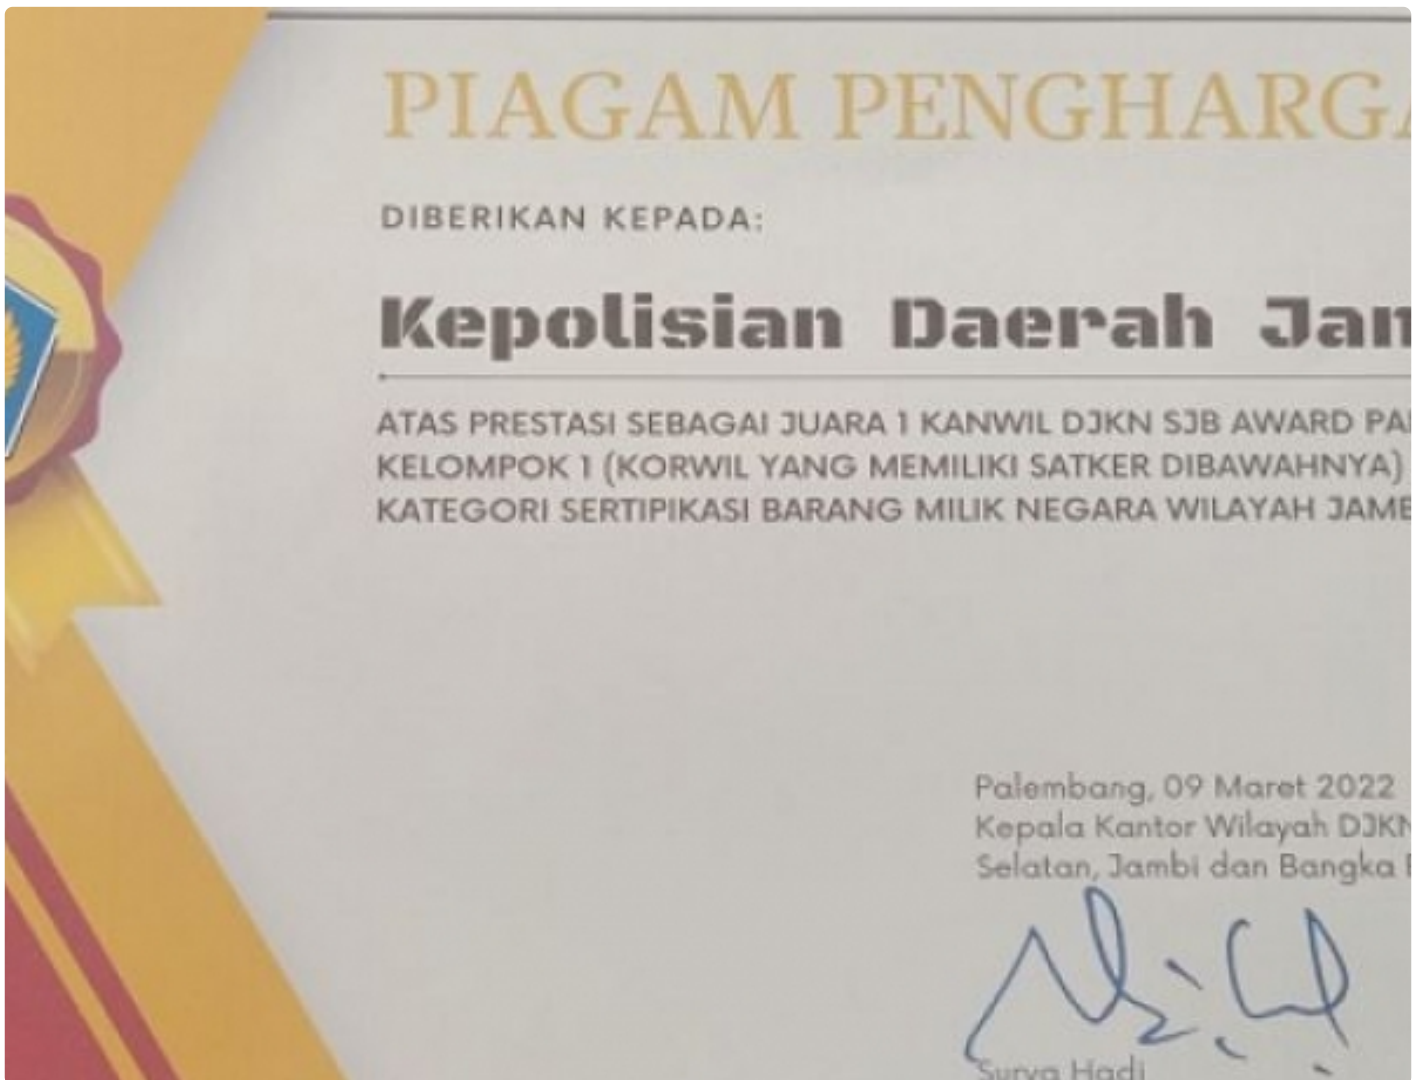 PIAGAM PENGHARGA
DIBERIKAN KEPADA:
Kepolisian Daerah Jam
ATAS PRESTASI SEBAGAI JUARA 1 KANWIL DJKN SJB AWARD PA
KELOMPOK 1 (KORWIL YANG MEMILIKI SATKER DIBAWAHNYA)
KATEGORI SERTIPIKASI BARANG MILIK NEGARA WILAYAH JAMB
Palembang, 09 Maret 2022
Kepala Kantor Wilayah DJKN
Selatan, Jambi dan Bangka
Surya Hadi